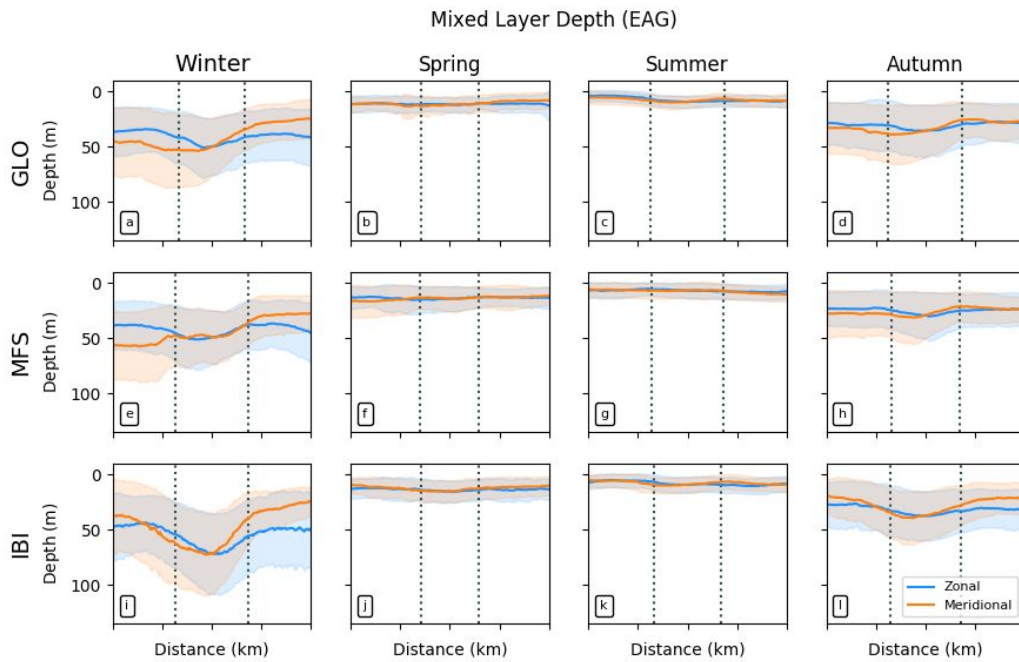 Mixed Layer Depth (EAG)
Winter Spring Summer Autumn
GLO
Depth (m)
0
50
100
a b c d
MFS
Depth (m)
0
50
100
e f g h
IBI
Depth (m)
0
50
100
i j k l
Zonal
Meridional
Distance (km) Distance (km) Distance (km) Distance (km)